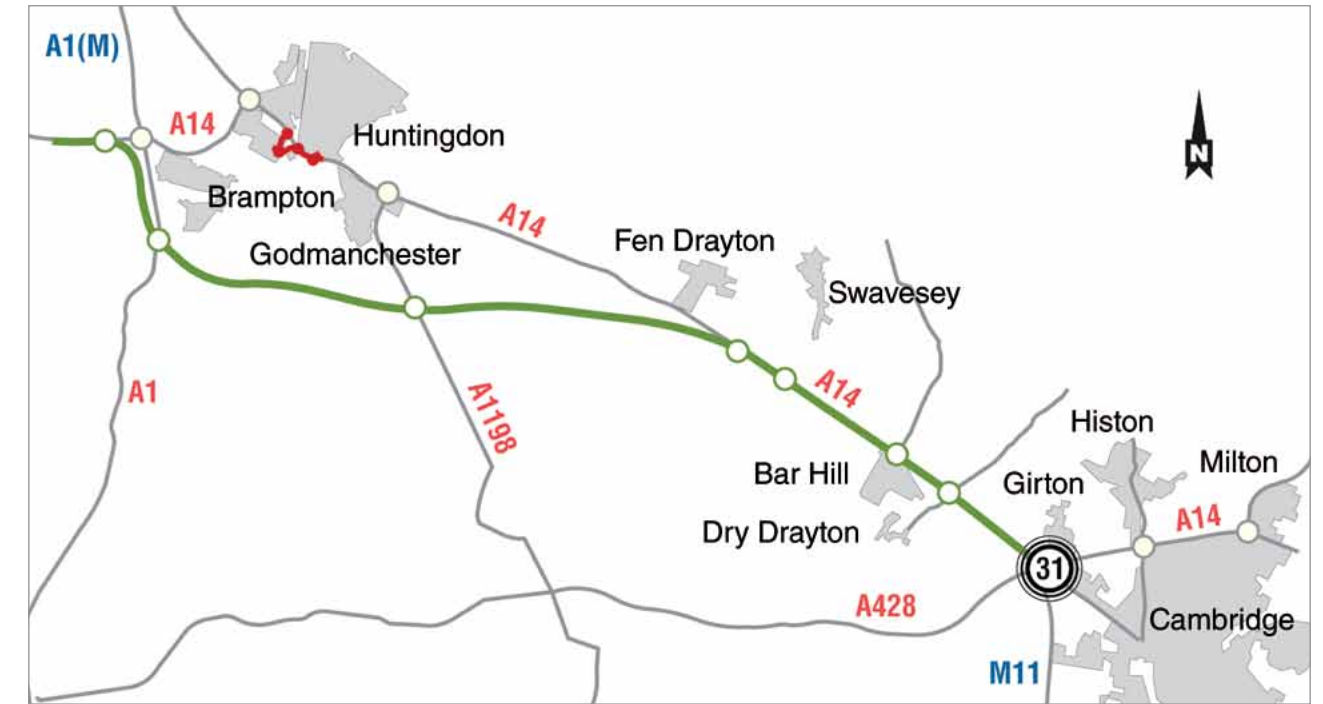 A1(M)
A14
Huntingdon
N
Brampton
A14
Godmanchester
Fen Drayton
Swavesey
A1
A1198
A14
Histon
Bar Hill
Girton
Milton
Dry Drayton
A14
31
A428
Cambridge
M11